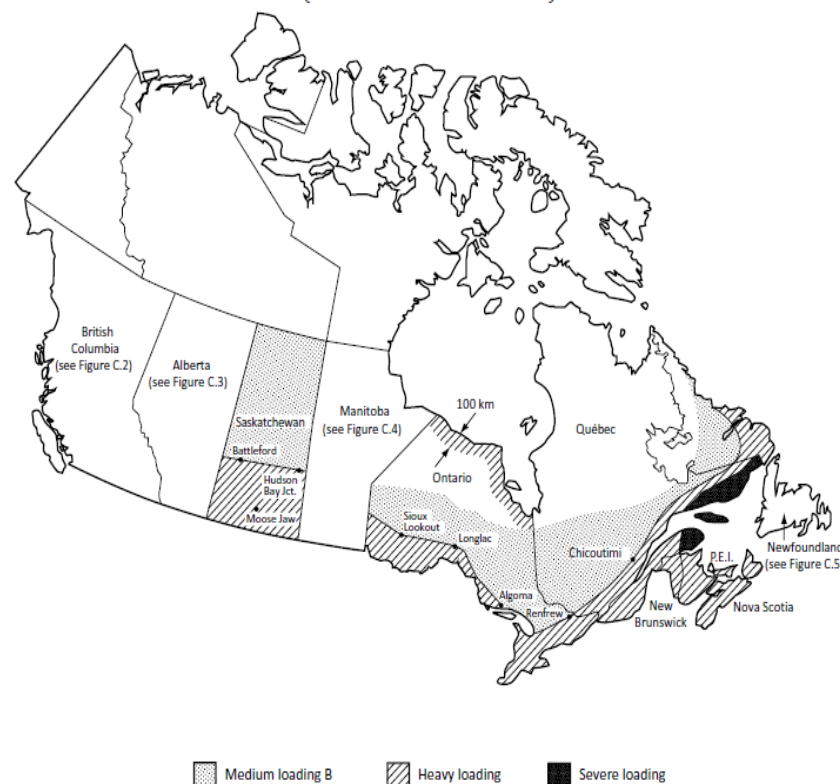 British
Columbia
(see Figure C.2)
Alberta
(see Figure C.3)
Saskatchewan
Battleford
Hudson
Bay Jct.
Moose Jaw
Manitoba
(see Figure C.4)
100 km
Ontario
Sioux
Lookout
Longlac
Algoma
Renfrew
Québec
Chicoutimi
P.E.I.
Newfoundland
(see Figure C.5)
New
Brunswick
Nova Scotia
Medium loading B
Heavy loading
Severe loading